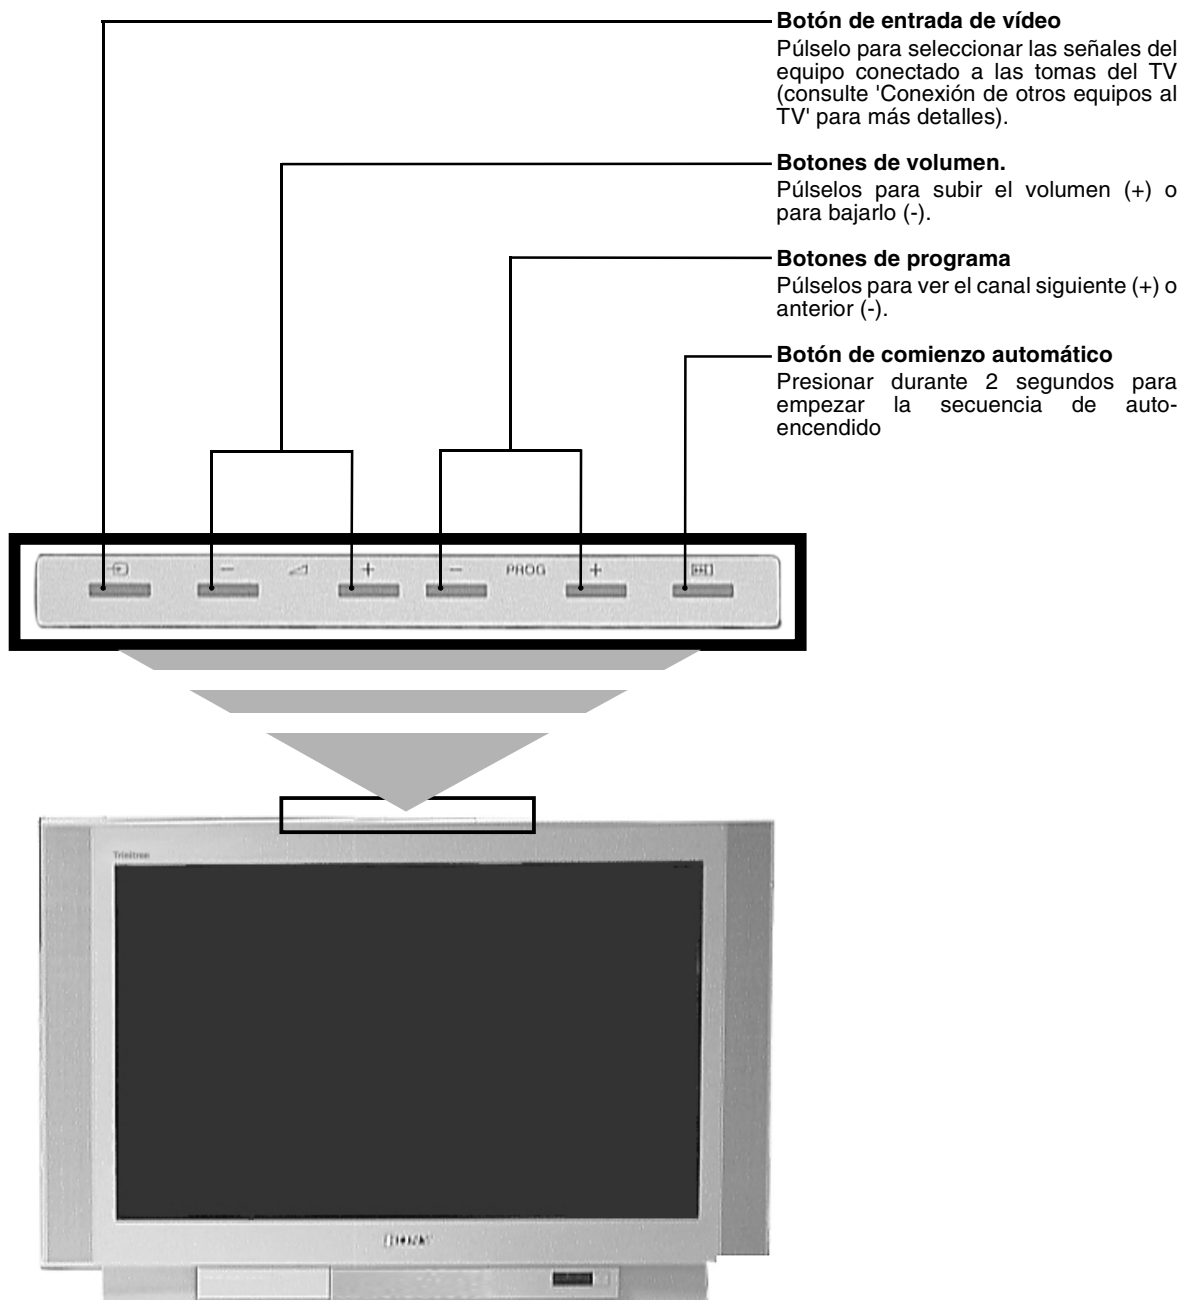 Botón de entrada de vídeo
Púlselo para seleccionar las señales del
equipo conectado a las tomas del TV
(consulte 'Conexión de otros equipos al
TV' para más detalles).
Botones de volumen.
Púlselos para subir el volumen (+) o
para bajarlo (-).
Botones de programa
Púlselos para ver el canal siguiente (+) o
anterior (-).
Botón de comienzo automático
Presionar durante 2 segundos para
empezar la secuencia de auto-
encendido
− + − PROG +
Trinitron